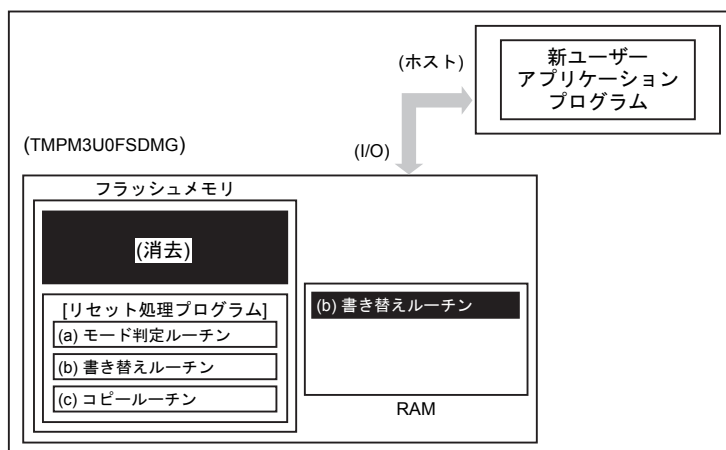 (ホスト)
新ユーザー
アプリケーション
プログラム
(TMPM3U0FSDMG)
(I/O)
フラッシュメモリ
(消去)
[リセット処理プログラム]
(a) モード判定ルーチン
(b) 書き替えルーチン
(c) コピールーチン
(b) 書き替えルーチン
RAM